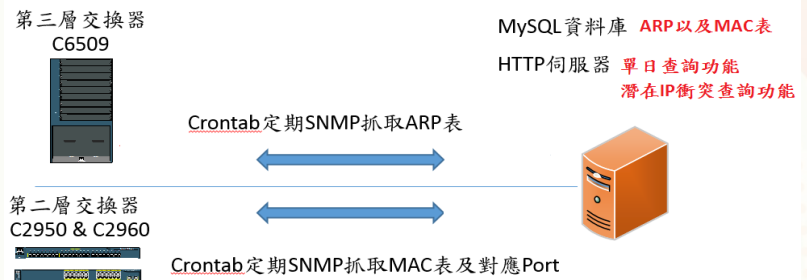 第三層交換器
C6509
MySQL資料庫 ARP以及MAC表
HTTP伺服器 單日查詢功能
潛在IP衝突查詢功能
Crontab定期SNMP抓取ARP表
第二層交換器
C2950 & C2960
Crontab定期SNMP抓取MAC表及對應Port